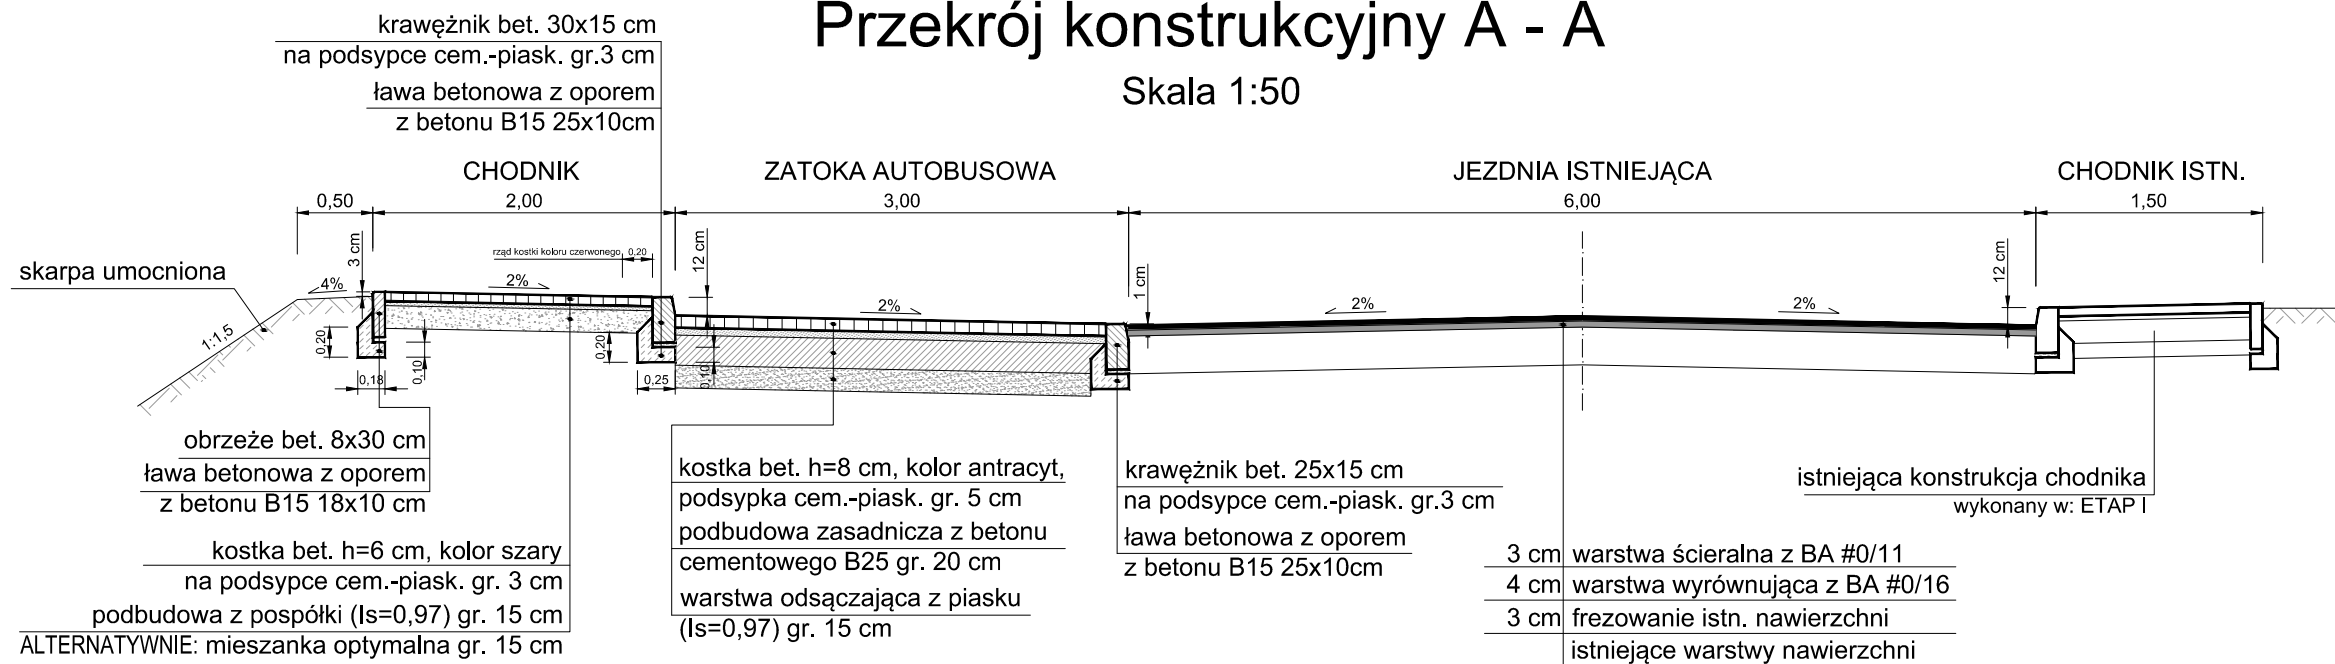 Przekrój konstrukcyjny A - A
Skala 1:50
krawężnik bet. 30x15 cm
na podsypce cem.-piask. gr.3 cm
ława betonowa z oporem
z betonu B15 25x10cm
CHODNIK
ZATOKA AUTOBUSOWA
JEZDNIA ISTNIEJĄCA
CHODNIK ISTN.
0,50
2,00
3,00
6,00
1,50
3 cm
rząd kostki koloru czerwonego
0,20
12 cm
1 cm
12 cm
skarpa umocniona
4%
2%
2%
2%
2%
1:1,5
0,20
0,10
0,18
0,20
0,25
0,10
obrzeże bet. 8x30 cm
ława betonowa z oporem
z betonu B15 18x10 cm
kostka bet. h=6 cm, kolor szary
na podsypce cem.-piask. gr. 3 cm
podbudowa z pospółki (Is=0,97) gr. 15 cm
ALTERNATYWNIE: mieszanka optymalna gr. 15 cm
kostka bet. h=8 cm, kolor antracyt,
podsypka cem.-piask. gr. 5 cm
podbudowa zasadnicza z betonu
cementowego B25 gr. 20 cm
warstwa odsączająca z piasku
(Is=0,97) gr. 15 cm
krawężnik bet. 25x15 cm
na podsypce cem.-piask. gr.3 cm
ława betonowa z oporem
z betonu B15 25x10cm
3 cm warstwa ścieralna z BA #0/11
4 cm warstwa wyrównująca z BA #0/16
3 cm frezowanie istn. nawierzchni
istniejące warstwy nawierzchni
istniejąca konstrukcja chodnika
wykonany w: ETAP I